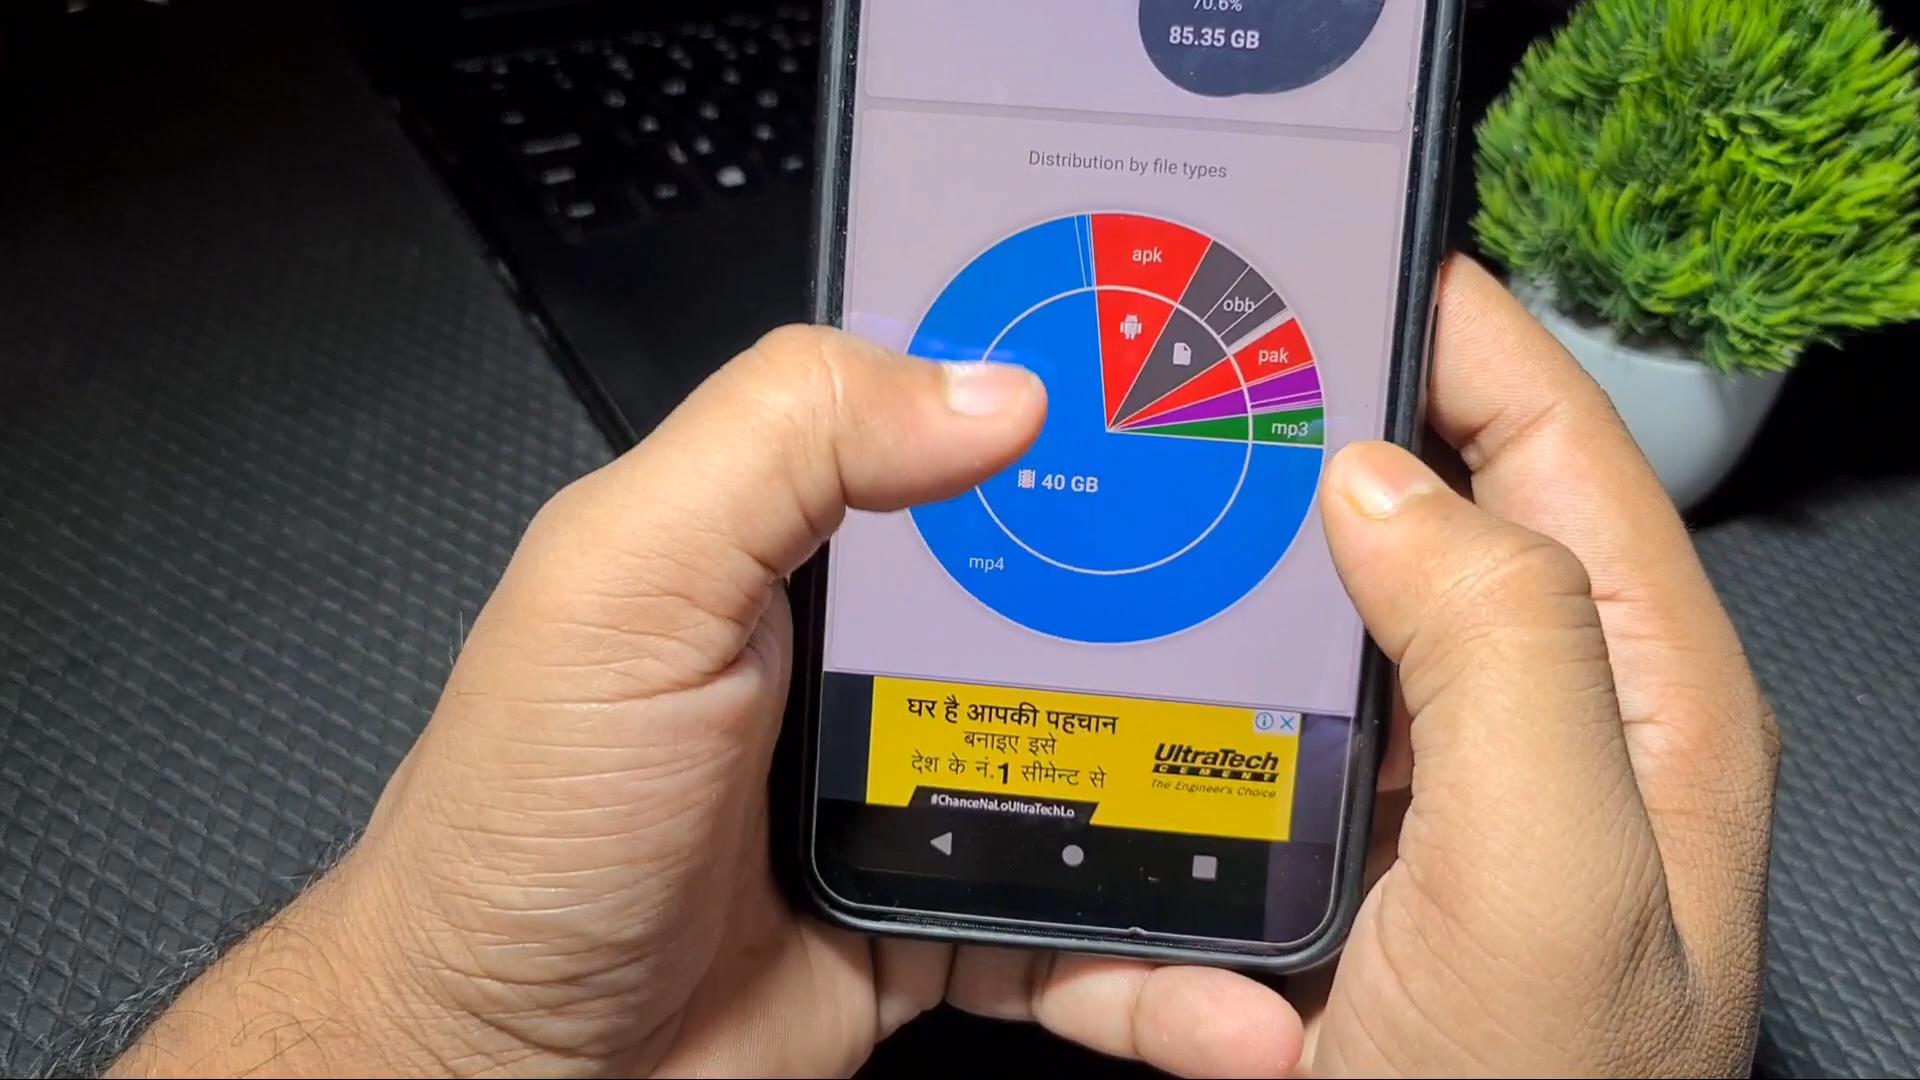 70.6%
85.35 GB
Distribution by file types
apk
obb
pak
mp3
40 GB
mp4
घर है आपकी पहचान
बनाइए इसे
देश के नं.1 सीमेन्ट से
#ChanceNaLoUltraTechLo
UltraTech
CEMENT
The Engineer's Choice